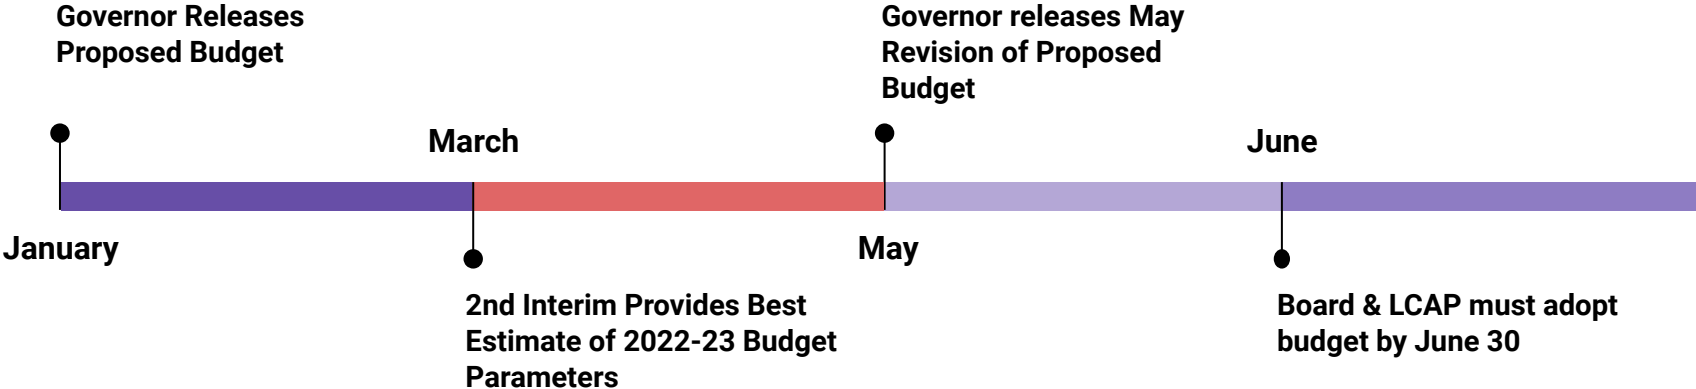 Governor Releases
Proposed Budget
Governor releases May
Revision of Proposed
Budget
March
June
January
May
2nd Interim Provides Best
Estimate of 2022-23 Budget
Parameters
Board & LCAP must adopt
budget by June 30